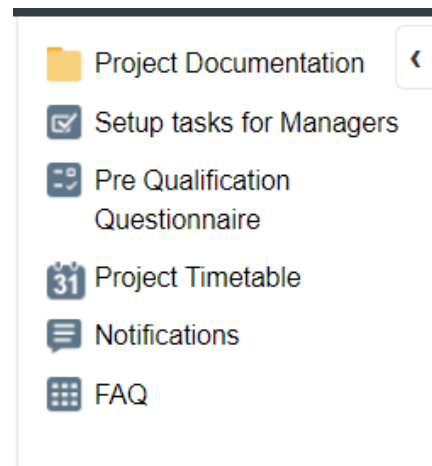 Project Documentation
Setup tasks for Managers
Pre Qualification
Questionnaire
31 Project Timetable
Notifications
FAQ